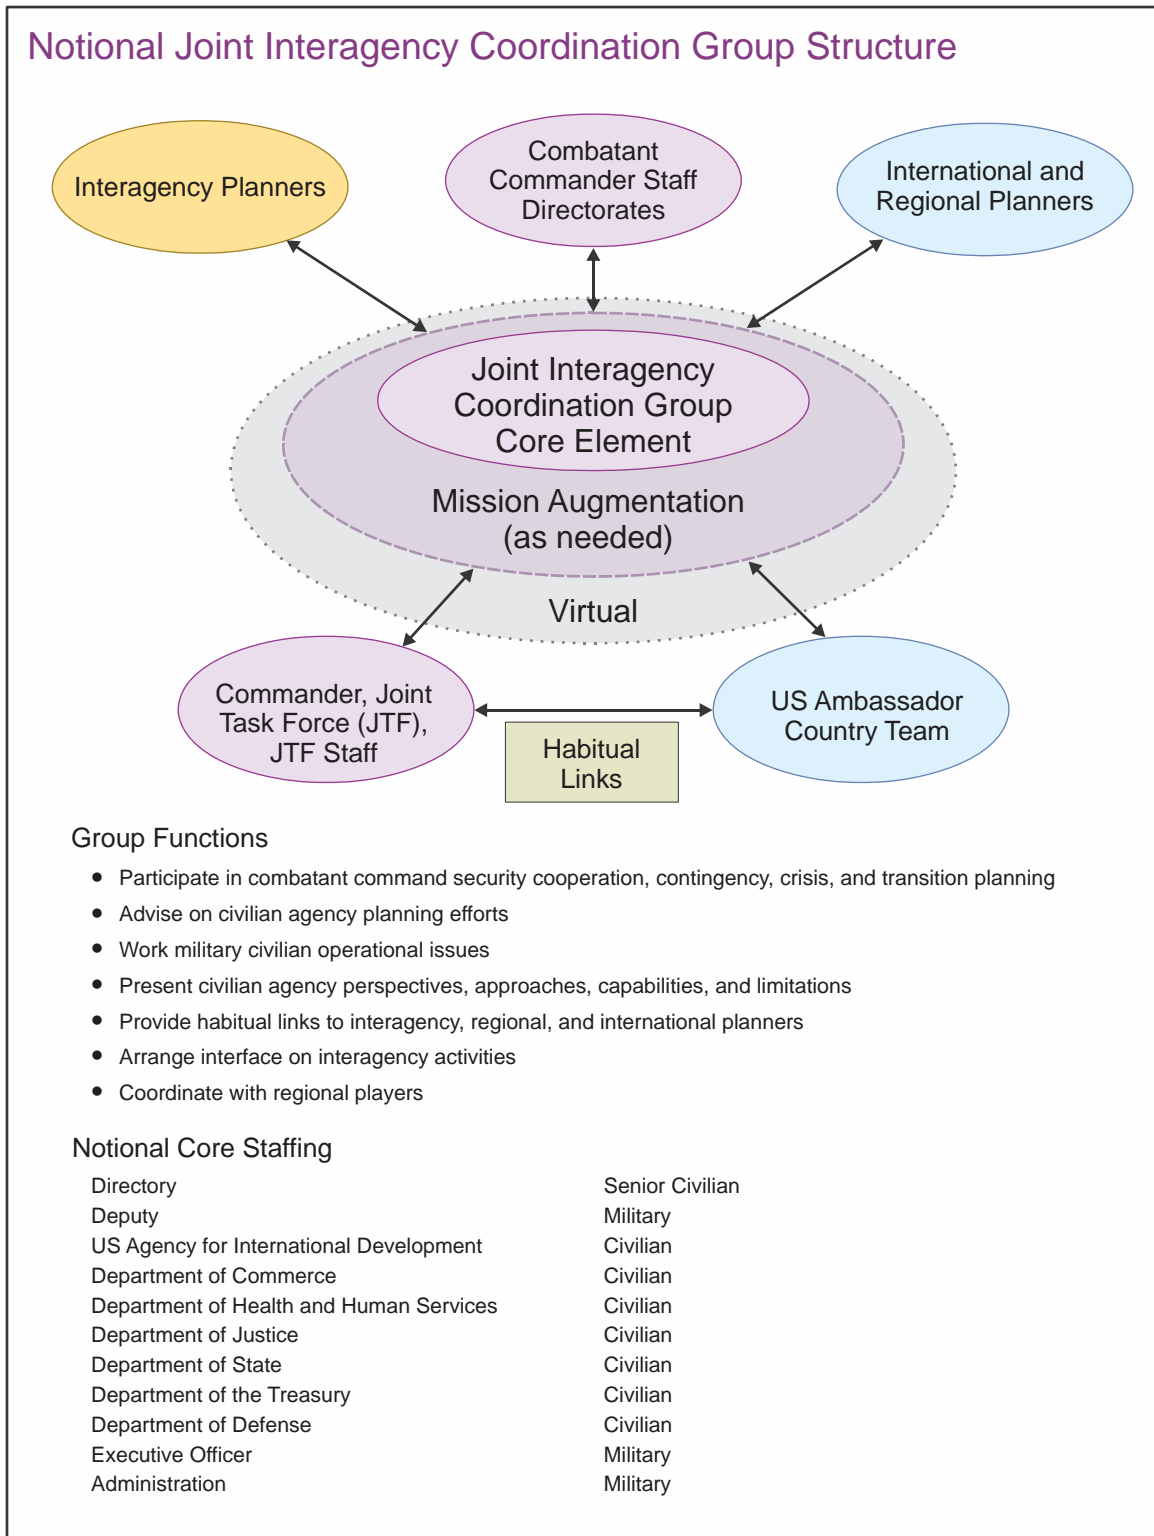 Notional Joint Interagency Coordination Group Structure
Interagency Planners
Combatant
Commander Staff
Directorates
International and
Regional Planners
Joint Interagency
Coordination Group
Core Element
Mission Augmentation
(as needed)
Virtual
Commander, Joint
Task Force (JTF),
JTF Staff
US Ambassador
Country Team
Habitual
Links
Group Functions
• Participate in combatant command security cooperation, contingency, crisis, and transition planning
• Advise on civilian agency planning efforts
• Work military civilian operational issues
• Present civilian agency perspectives, approaches, capabilities, and limitations
• Provide habitual links to interagency, regional, and international planners
• Arrange interface on interagency activities
• Coordinate with regional players
Notional Core Staffing
Directory Senior Civilian
Deputy Military
US Agency for International Development Civilian
Department of Commerce Civilian
Department of Health and Human Services Civilian
Department of Justice Civilian
Department of State Civilian
Department of the Treasury Civilian
Department of Defense Civilian
Executive Officer Military
Administration Military